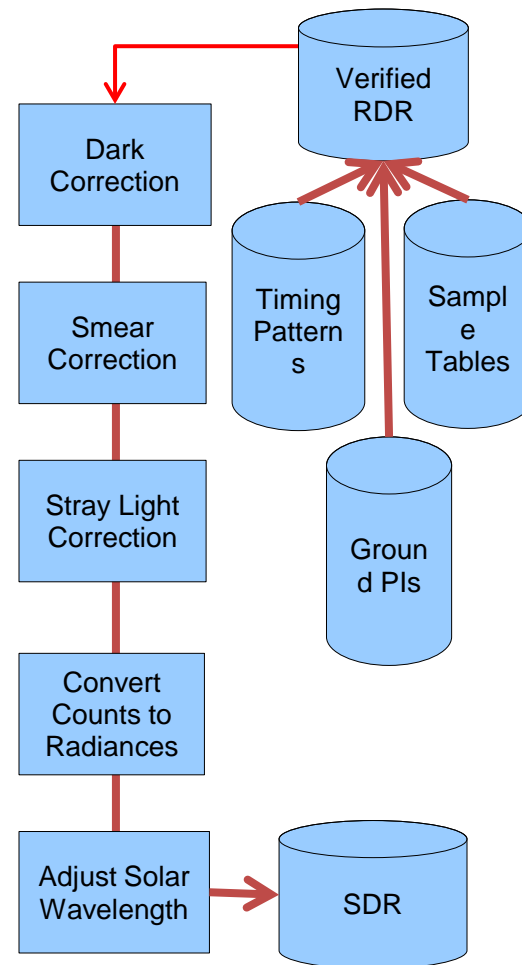 Verified
RDR
Dark
Correction
Timing
Pattern
s
Sampl
e
Tables
Smear
Correction
Stray Light
Correction
Groun
d PIs
Convert
Counts to
Radiances
Adjust Solar
Wavelength
SDR